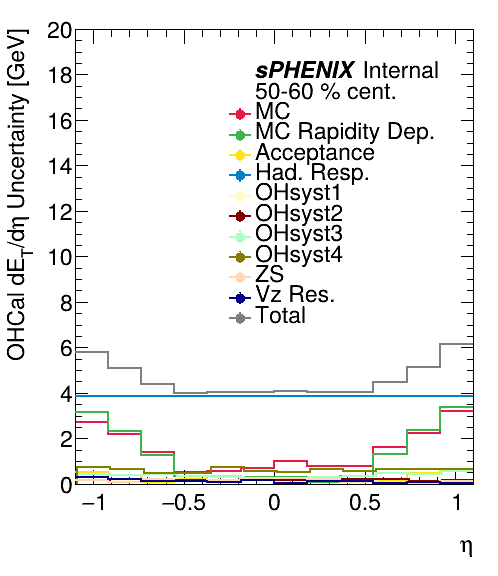 OHCal dE_T/dη Uncertainty [GeV]
20
18
16
14
12
10
8
6
4
2
0
sPHENIX Internal
50-60 % cent.
MC
MC Rapidity Dep.
Acceptance
Had. Resp.
OHsyst1
OHsyst2
OHsyst3
OHsyst4
ZS
Vz Res.
Total
−1 −0.5 0 0.5 1
η